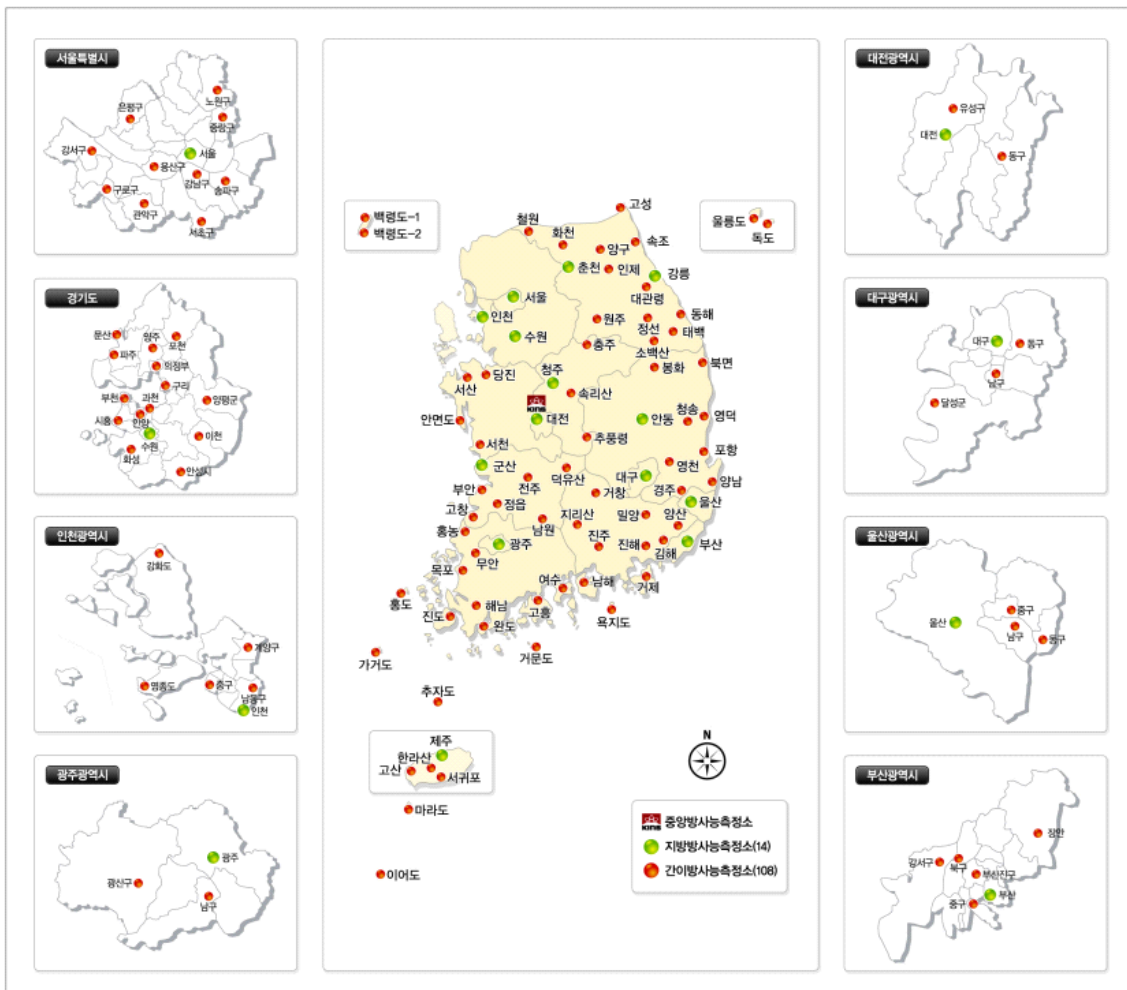 서울특별시
노원구
은평구
중랑구
강서구
서울
용산구
강남구
송파구
구로구
관악구
서초구
경기도
문산
양주
포천
파주
의정부
구리
부천
과천
양평군
시흥
안양
수원
이천
화성
안성시
인천광역시
강화도
계양구
영종도
중구
남동구
인천
광주광역시
광주
광산구
남구
백령도-1
백령도-2
울릉도
독도
고성
철원
화천
양구
속초
춘천
인제
강릉
서울
대관령
인천
원주
정선
동해
수원
태백
충주
소백산
북면
청주
봉화
당진
서산
속리산
KINS
안면도
대전
안동
청송
영덕
서천
추풍령
포항
군산
덕유산
대구
영천
전주
경주
양남
부안
거창
울산
정읍
고창
지리산
밀양
양산
남원
홍농
광주
진주
진해
김해
부산
무안
목포
여수
남해
거제
홍도
해남
고흥
욕지도
진도
완도
가거도
거문도
추자도
제주
한라산
고산
서귀포
마라도
이어도
N
KINS 중앙방사능측정소
지방방사능측정소(14)
간이방사능측정소(108)
대전광역시
유성구
대전
동구
대구광역시
대구
동구
남구
달성군
울산광역시
중구
울산
남구
동구
부산광역시
장안
강서구
북구
부산진구
부산
중구